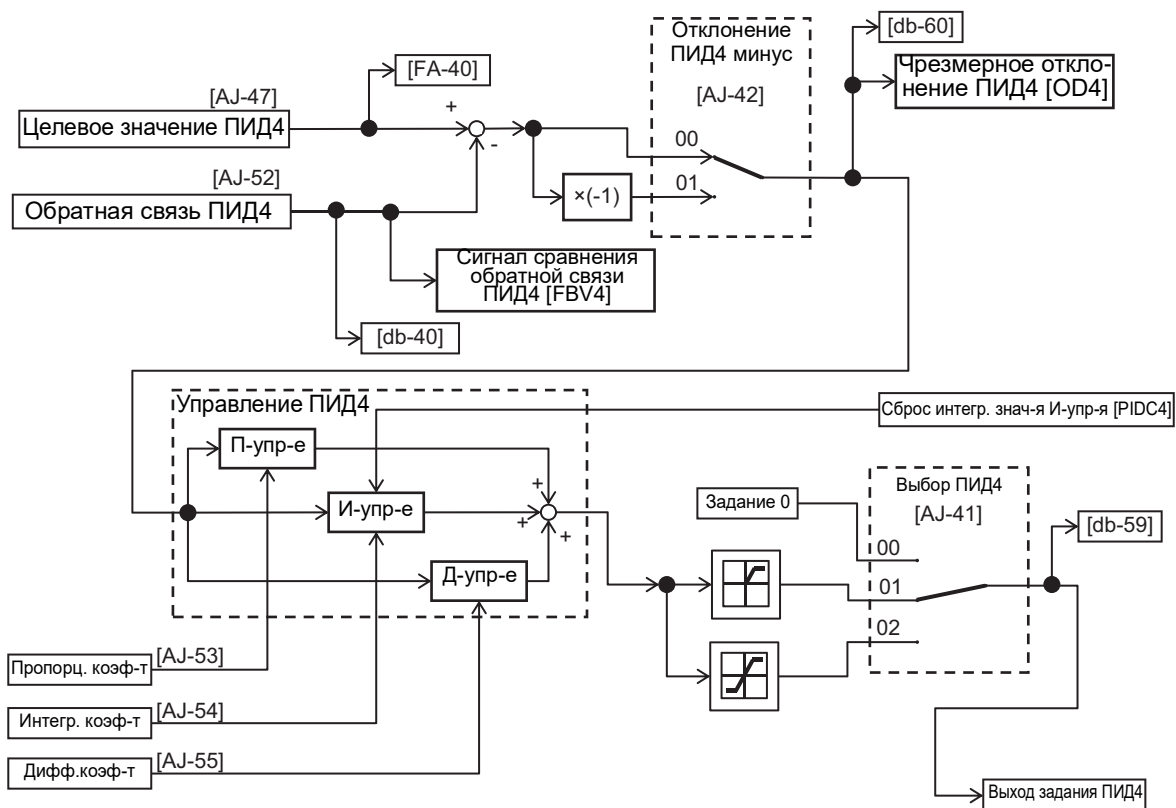 Отклонение
ПИД4 минус
[AJ-42]
[db-60]
Чрезмерное откло-
нение ПИД4 [OD4]
[FA-40]
[AJ-47]
Целевое значение ПИД4
+
-
00
01
×(-1)
[AJ-52]
Обратная связь ПИД4
Сигнал сравнения
обратной связи
ПИД4 [FBV4]
[db-40]
Управление ПИД4
Сброс интегр. знач-я И-упр-я [PIDC4]
П-упр-е
И-упр-е
Д-упр-е
+
+
+
Задание 0
Выбор ПИД4
[AJ-41]
[db-59]
00
01
02
Пропорц. коэф-т
[AJ-53]
Интегр. коэф-т
[AJ-54]
Дифф.коэф-т
[AJ-55]
Выход задания ПИД4